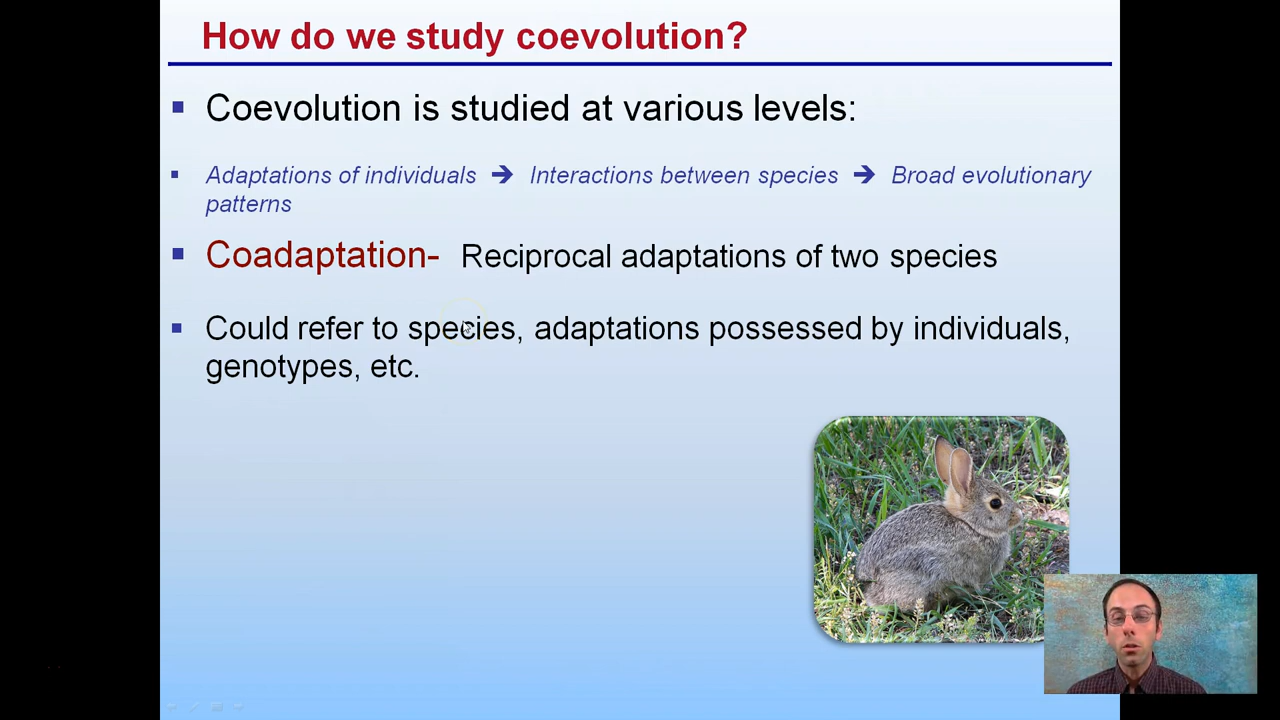 How do we study coevolution?
Coevolution is studied at various levels:
Adaptations of individuals ➔ Interactions between species ➔ Broad evolutionary
patterns
Coadaptation- Reciprocal adaptations of two species
Could refer to species, adaptations possessed by individuals,
genotypes, etc.